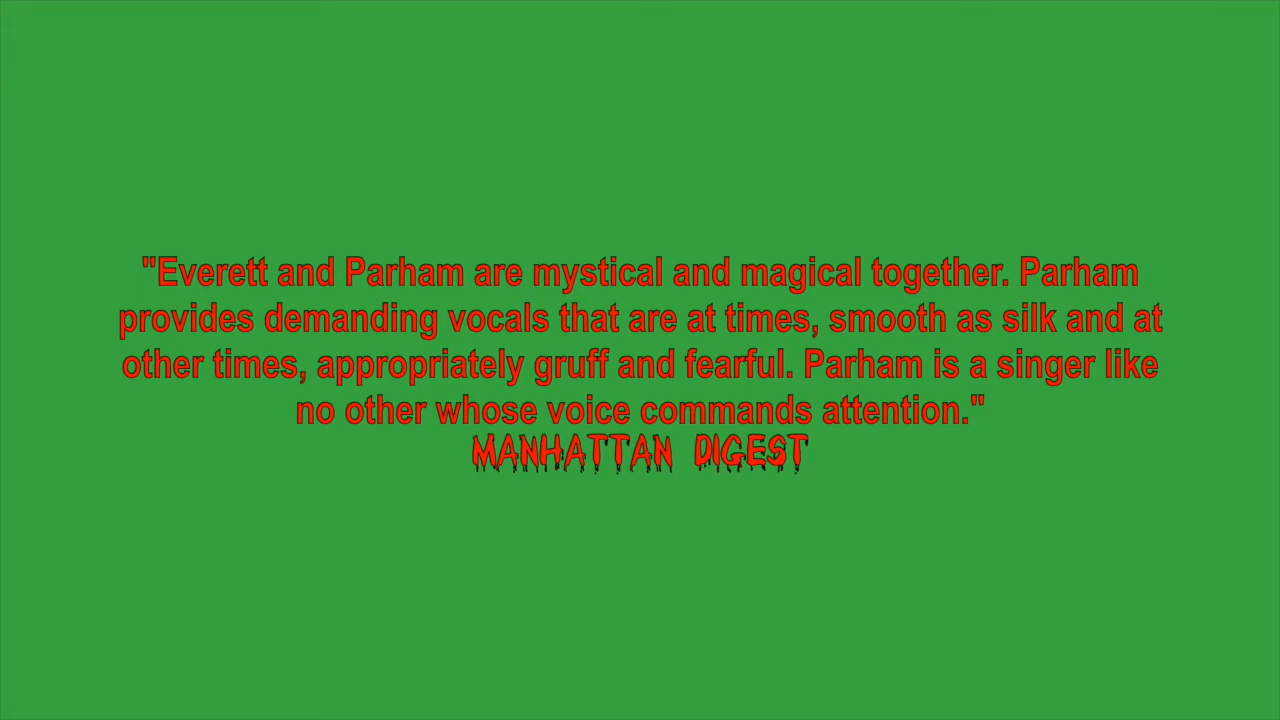 "Everett and Parham are mystical and magical together. Parham
provides demanding vocals that are at times, smooth as silk and at
other times, appropriately gruff and fearful. Parham is a singer like
no other whose voice commands attention."
MANHATTAN DIGEST